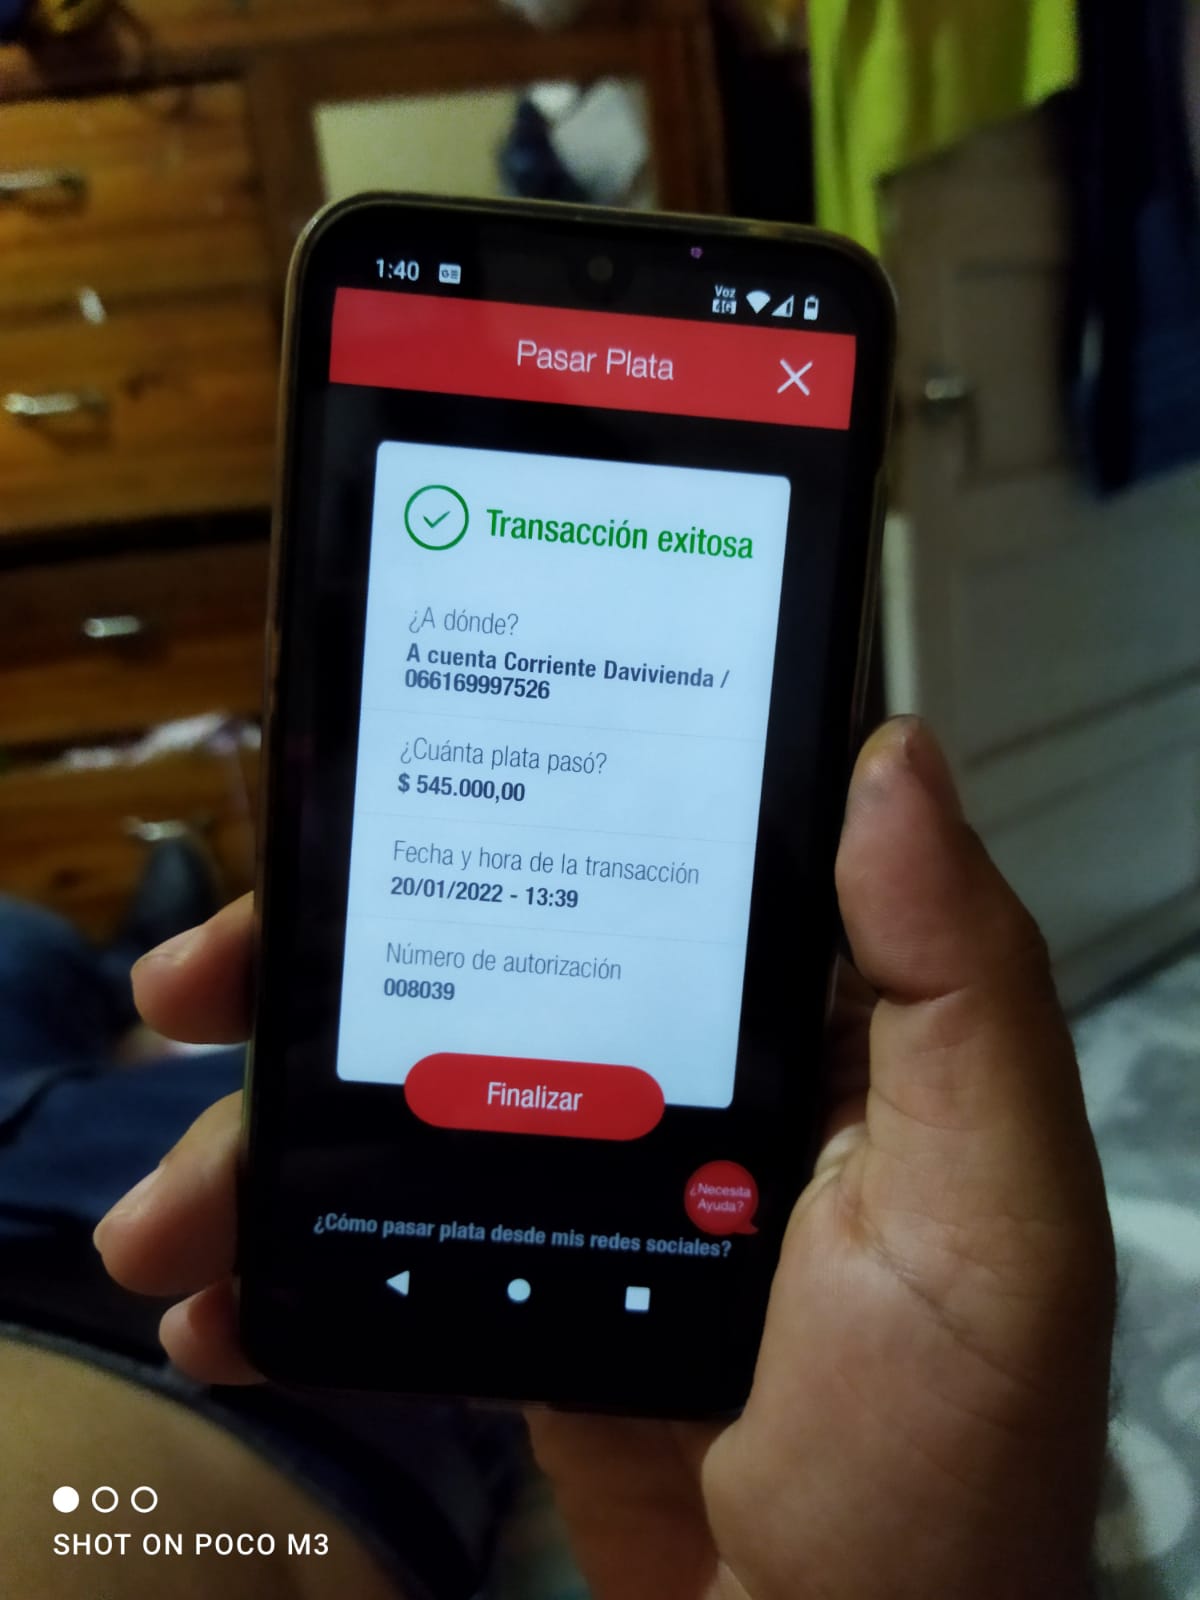 1:40 GE
Voz
4G
Pasar Plata
Transacción exitosa
¿A dónde?
A cuenta Corriente Davivienda /
066169997526
¿Cuánta plata pasó?
$ 545.000,00
Fecha y hora de la transacción
20/01/2022 - 13:39
Número de autorización
008039
Finalizar
¿Necesita
Ayuda?
¿Cómo pasar plata desde mis redes sociales?
SHOT ON POCO M3